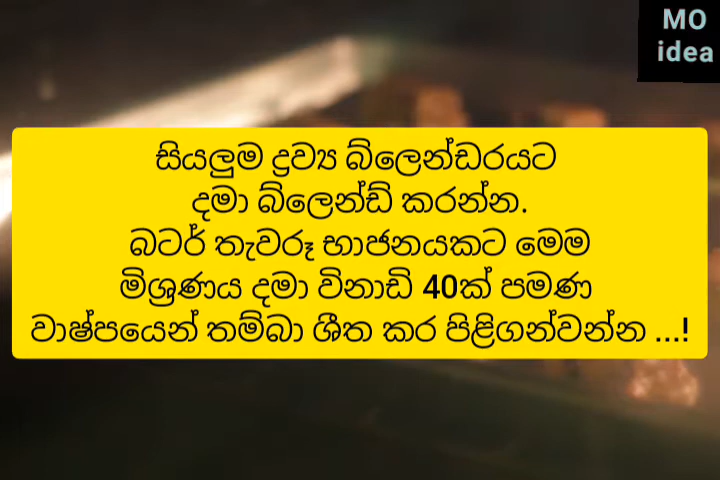 MO
idea
සියලුම ද්‍රව්‍ය බ්ලෙන්ඩරයට
දමා බ්ලෙන්ඩ් කරන්න.
බටර් තැවරූ භාජනයකට මෙම
මිශ්‍රණය දමා විනාඩි 40ක් පමණ
වාෂ්පයෙන් තම්බා ශීත කර පිළිගන්වන්න ...!